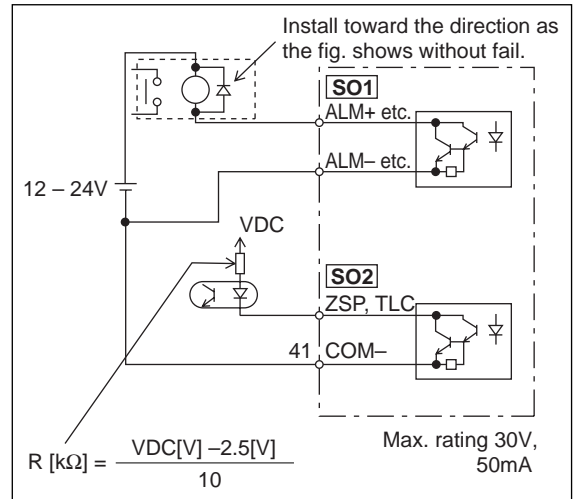 Install toward the direction as
the fig. shows without fail.
SO1
ALM+ etc.
ALM– etc.
12 – 24V
VDC
SO2
ZSP, TLC
41 COM–
Max. rating 30V,
50mA
R [kΩ] = VDC[V] –2.5[V]
10